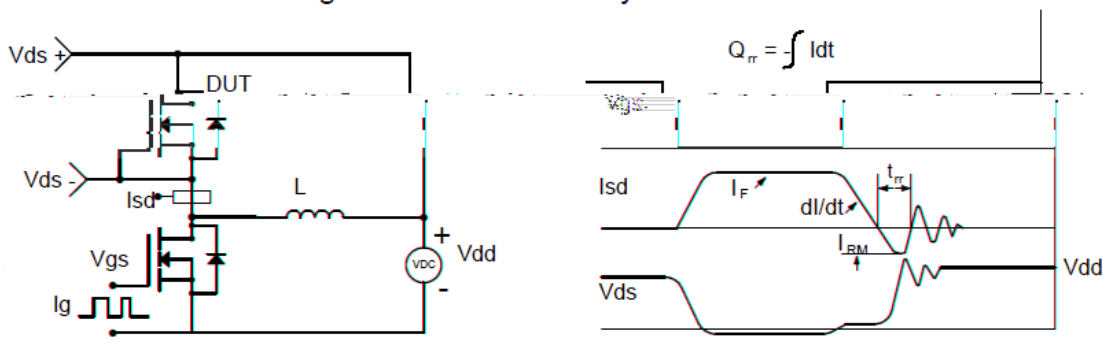 Vds +
DUT
Vds -
Isd
L
Vgs
Ig
+
VDC
-
Vdd
Qrr = -∫ Idt
Vgs
Isd
IF
dI/dt
trr
IRM
Vds
Vdd